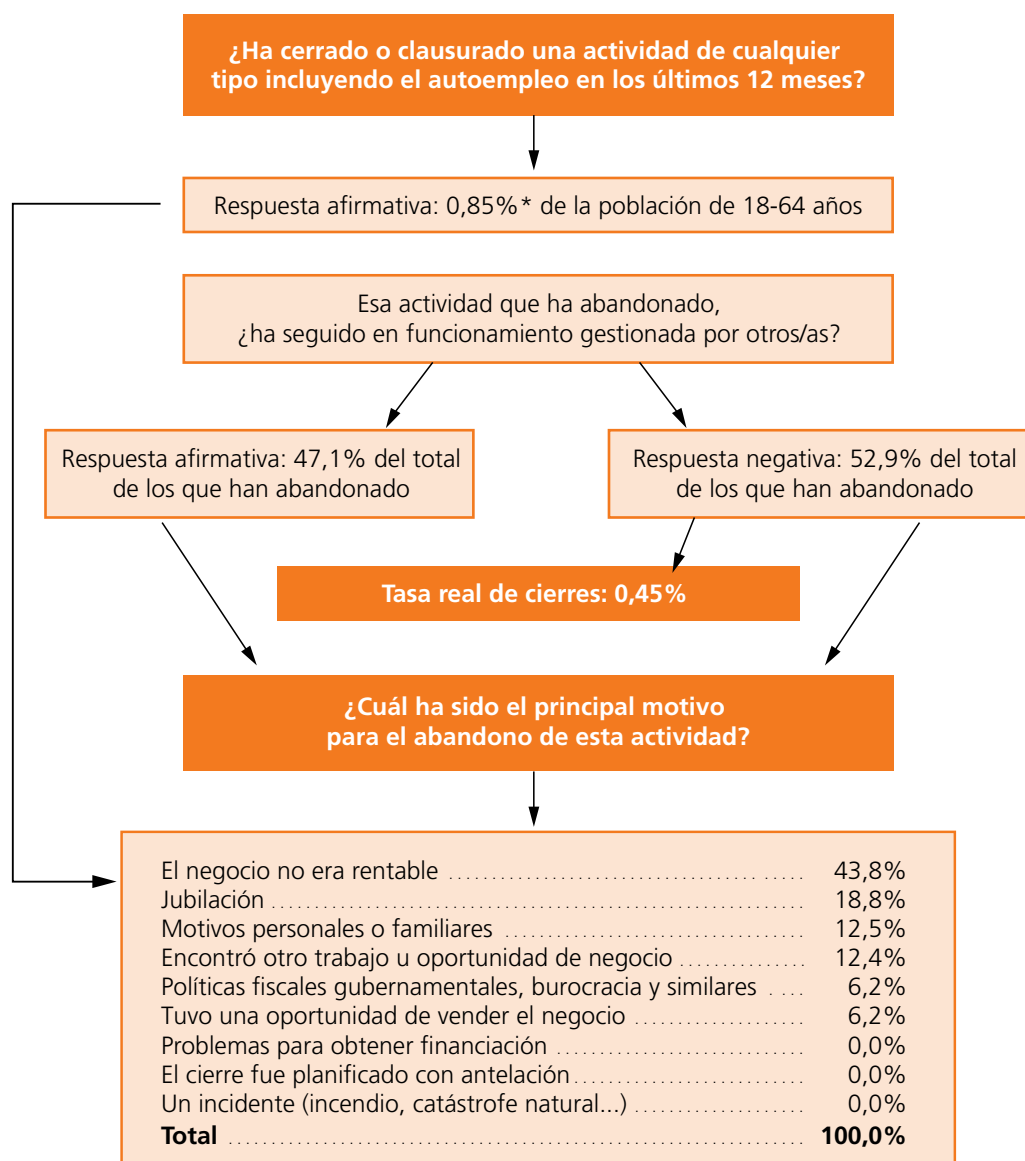 ¿Ha cerrado o clausurado una actividad de cualquier
tipo incluyendo el autoempleo en los últimos 12 meses?
Respuesta afirmativa: 0,85%* de la población de 18-64 años
Esa actividad que ha abandonado,
¿ha seguido en funcionamiento gestionada por otros/as?
Respuesta afirmativa: 47,1% del total
de los que han abandonado
Respuesta negativa: 52,9% del total
de los que han abandonado
Tasa real de cierres: 0,45%
¿Cuál ha sido el principal motivo
para el abandono de esta actividad?
El negocio no era rentable 43,8%
Jubilación 18,8%
Motivos personales o familiares 12,5%
Encontró otro trabajo u oportunidad de negocio 12,4%
Políticas fiscales gubernamentales, burocracia y similares 6,2%
Tuvo una oportunidad de vender el negocio 6,2%
Problemas para obtener financiación 0,0%
El cierre fue planificado con antelación 0,0%
Un incidente (incendio, catástrofe natural...) 0,0%
Total 100,0%